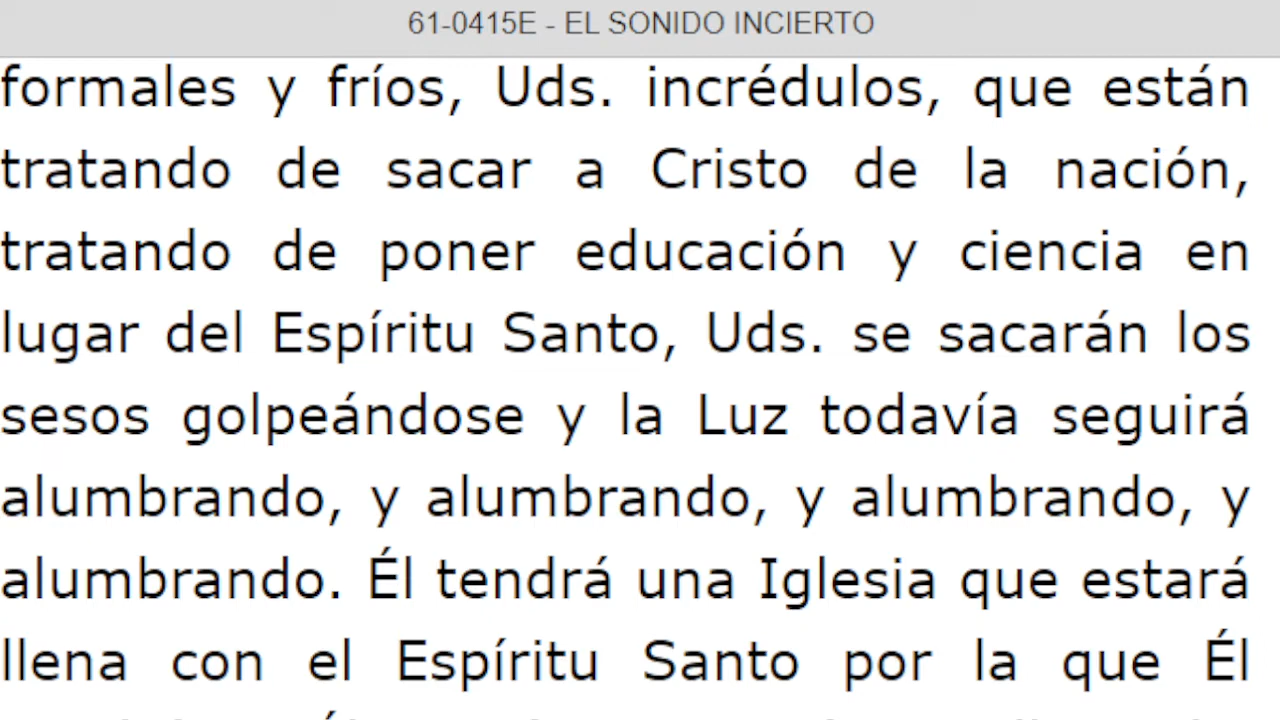 61-0415E - EL SONIDO INCIERTO
formales y fríos, Uds. incrédulos, que están
tratando de sacar a Cristo de la nación,
tratando de poner educación y ciencia en
lugar del Espíritu Santo, Uds. se sacarán los
sesos golpeándose y la Luz todavía seguirá
alumbrando, y alumbrando, y alumbrando, y
alumbrando. Él tendrá una Iglesia que estará
llena con el Espíritu Santo por la que Él